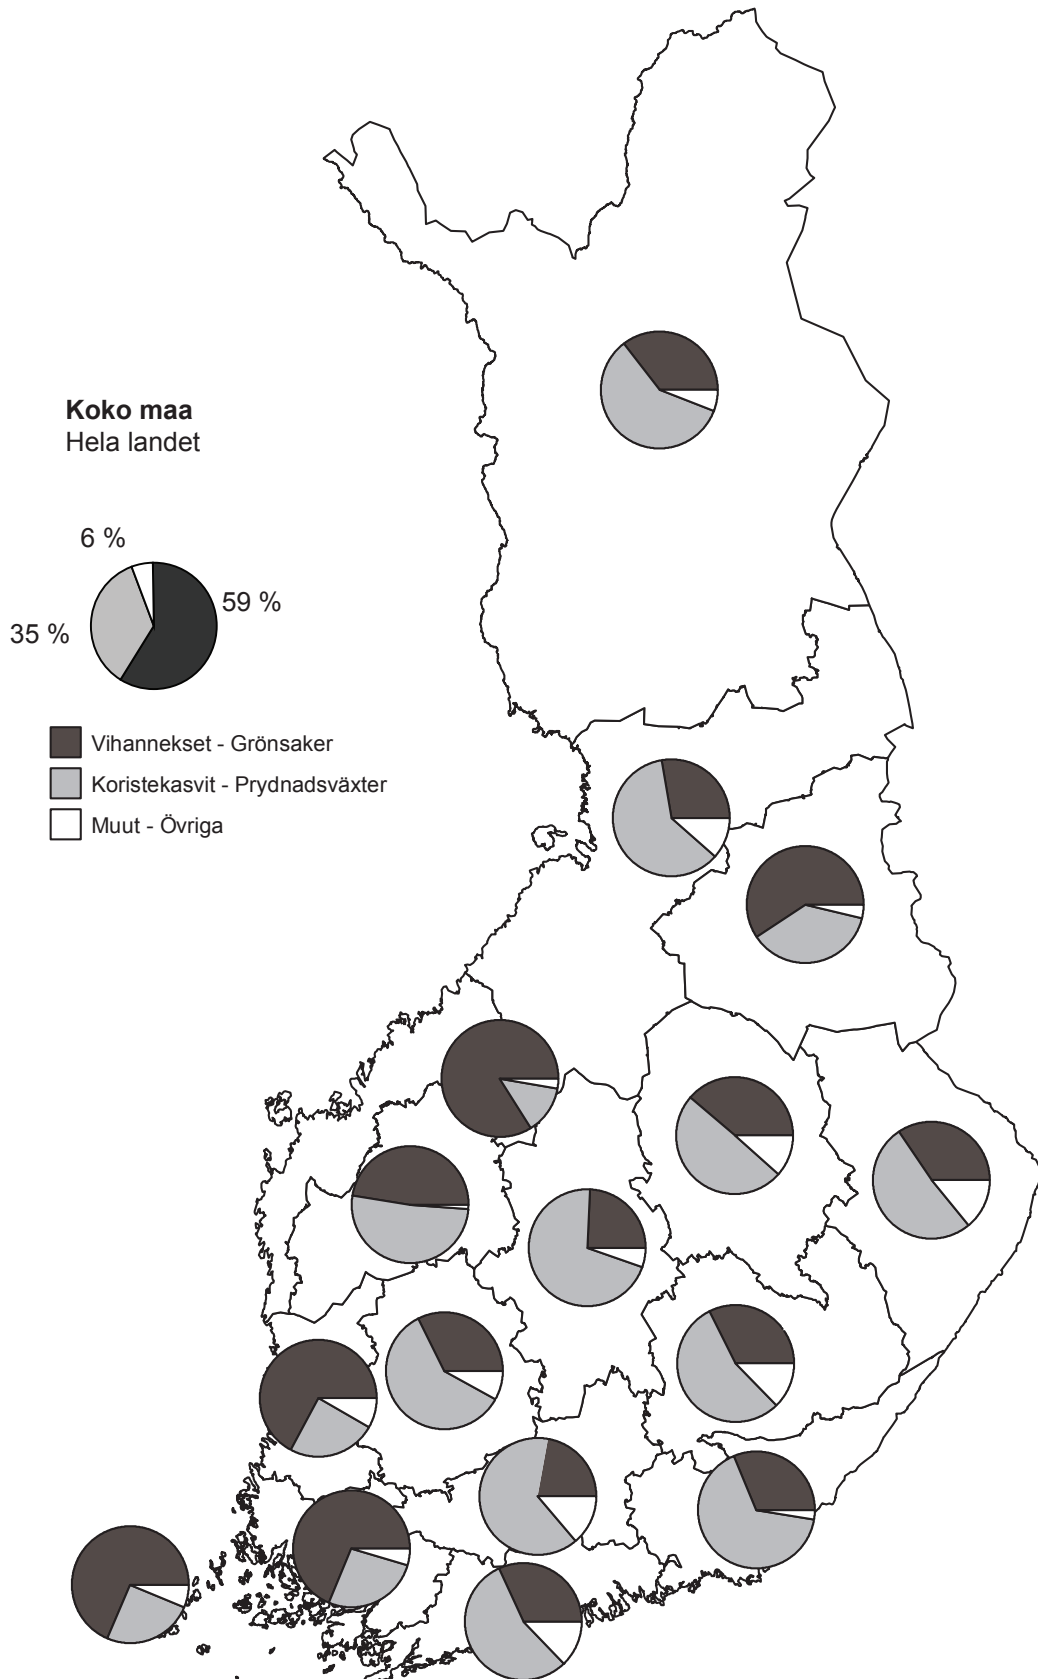 Koko maa
Hela landet
6 %
59 %
35 %
Vihannekset - Grönsaker
Koristekasvit - Prydnadsväxter
Muut - Övriga